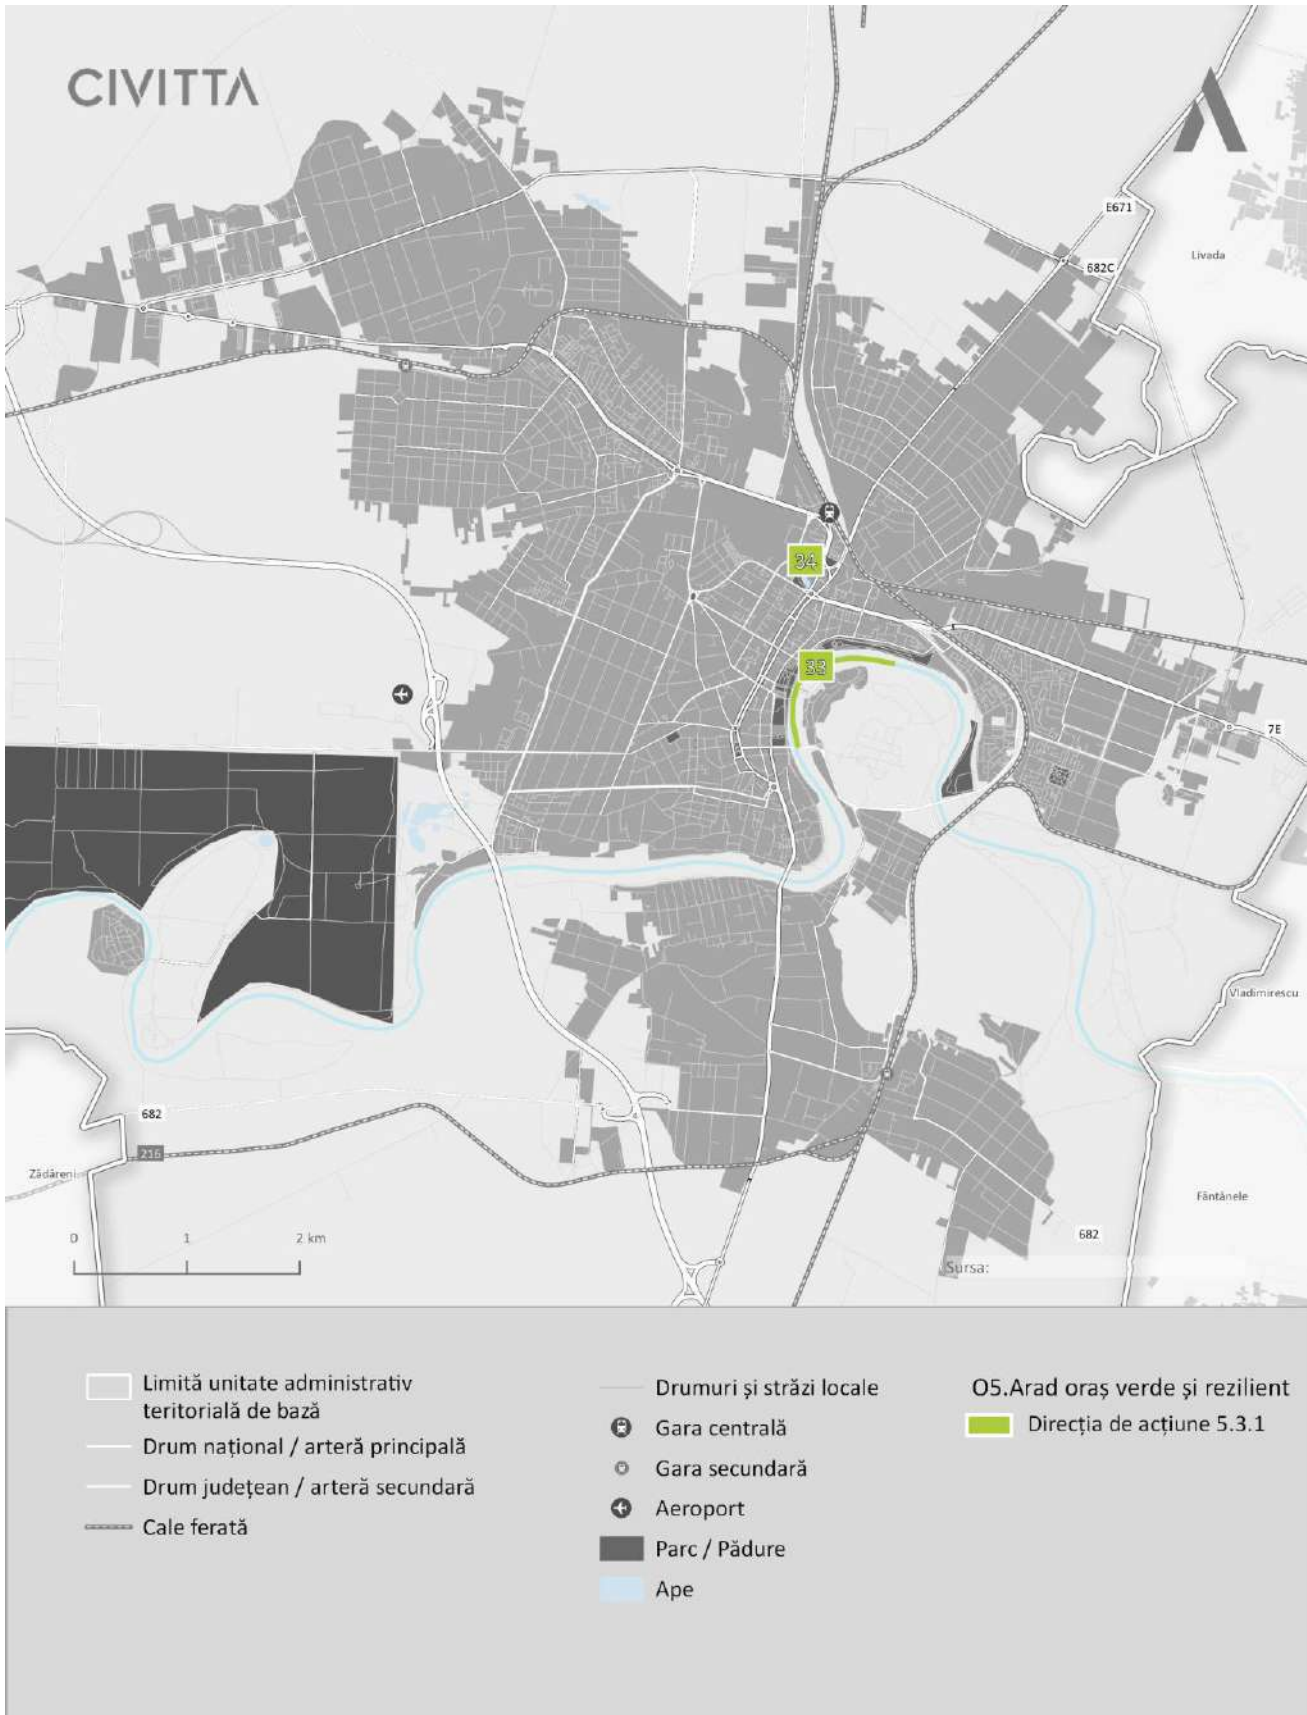 CIVITTA
E671
Livada
682C
34
33
7E
Vladimirescu
682
216
Zădăreni
0 1 2 km
Fântânele
682
Sursa:
Limită unitate administrativ
teritorială de bază
Drum național / arteră principală
Drum județean / arteră secundară
Cale ferată
Drumuri și străzi locale
Gara centrală
Gara secundară
Aeroport
Parc / Pădure
Ape
O5.Arad oraș verde și rezilient
Direcția de acțiune 5.3.1